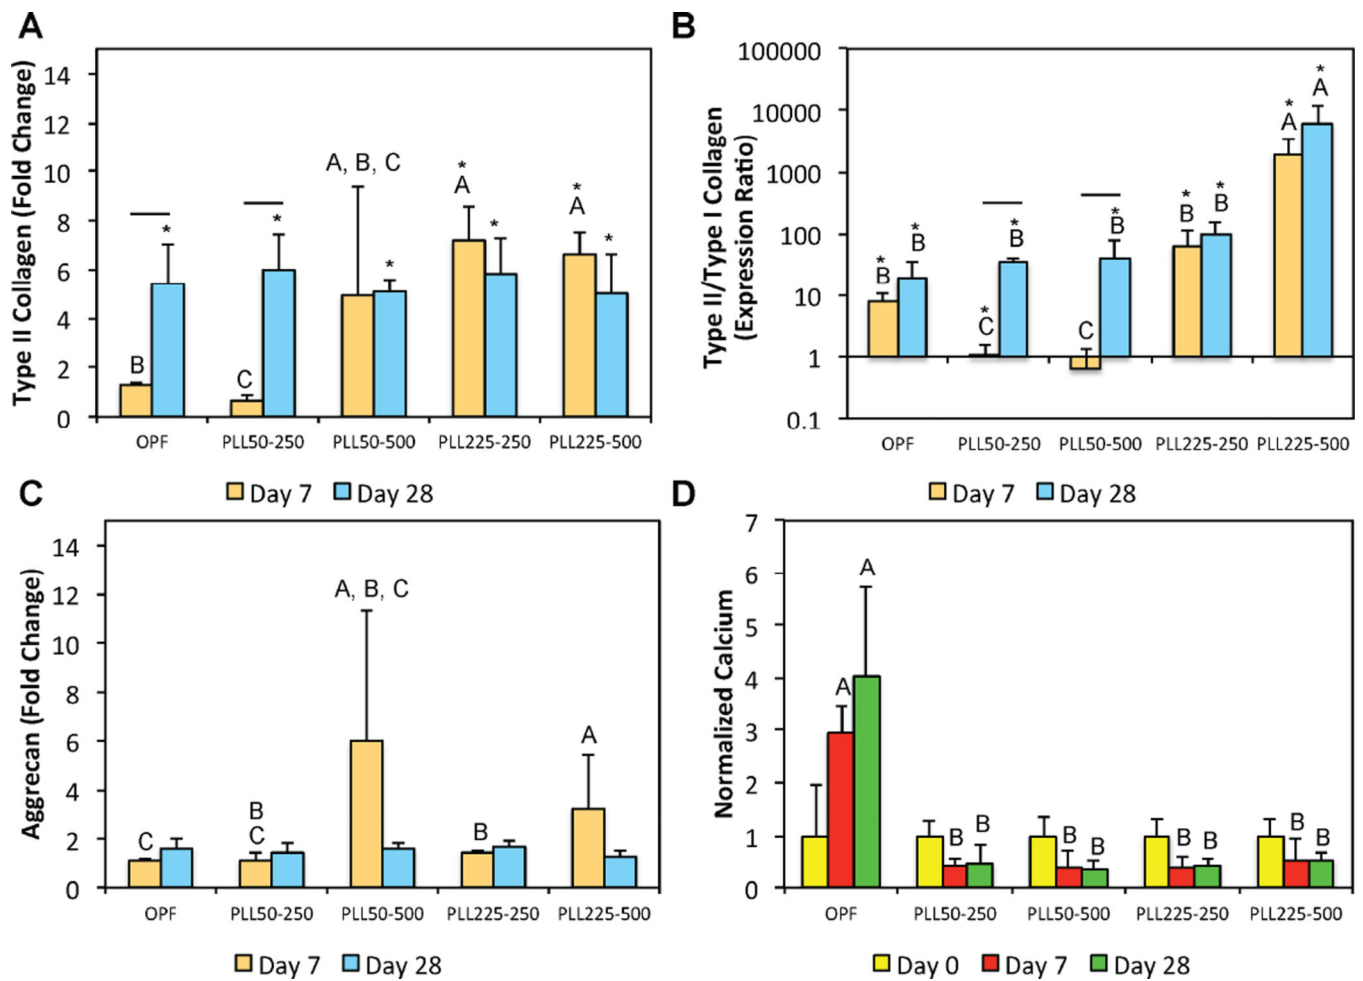 A
Type II Collagen (Fold Change)
14
12
10
8
6
4
2
0
A, B, C
*
A
*
A
*
*
*
*
*
B
C
OPF PLL50-250 PLL50-500 PLL225-250 PLL225-500
Day 7 Day 28
B
Type II/Type I Collagen
(Expression Ratio)
100000
10000
1000
100
10
1
0.1
*
A
*
A
*
B
*
B
*
B
*
B
*
B
*
B
*
C
C
OPF PLL50-250 PLL50-500 PLL225-250 PLL225-500
Day 7 Day 28
C
Aggrecan (Fold Change)
14
12
10
8
6
4
2
0
A, B, C
A
B
C
C
B
OPF PLL50-250 PLL50-500 PLL225-250 PLL225-500
Day 7 Day 28
D
Normalized Calcium
7
6
5
4
3
2
1
0
A
A
B B B B B B B B
OPF PLL50-250 PLL50-500 PLL225-250 PLL225-500
Day 0 Day 7 Day 28